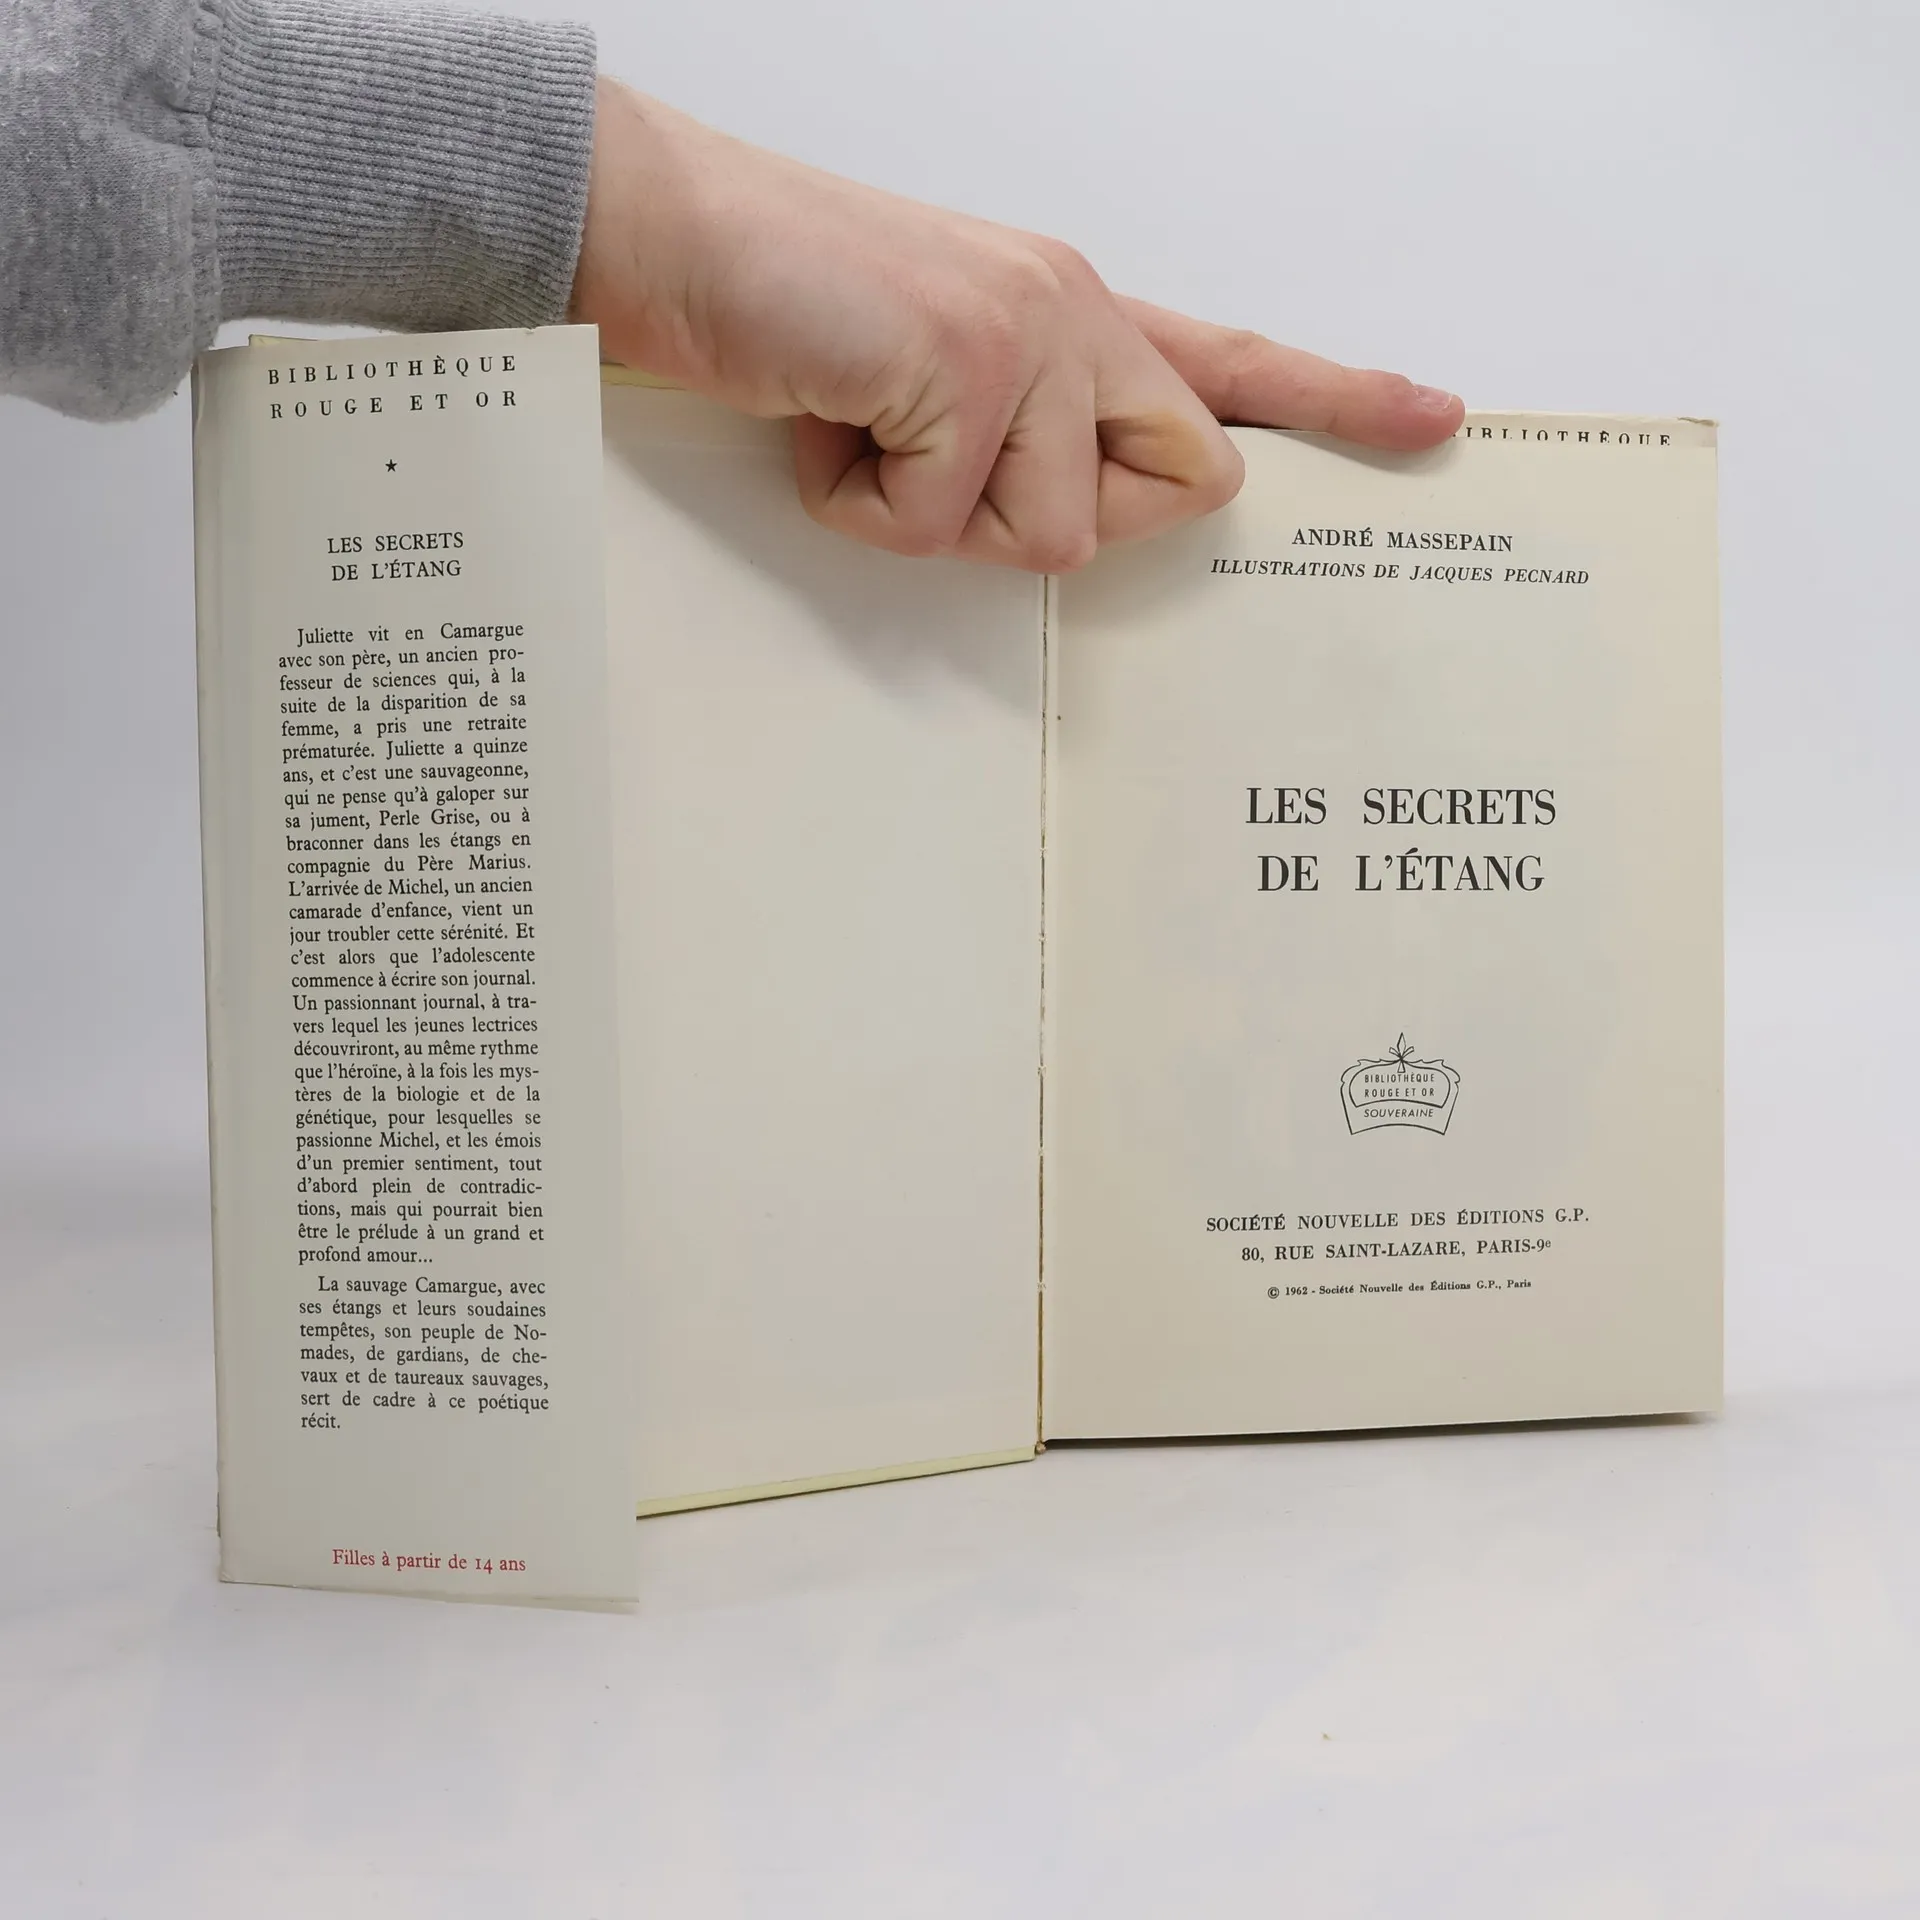 BIBLIOTHÈQUE
ROUGE ET OR
★
LES SECRETS
DE L'ÉTANG
Juliette vit en Camargue
avec son père, un ancien pro-
fesseur de sciences qui, à la
suite de la disparition de sa
femme, a pris une retraite
prématurée. Juliette a quinze
ans, et c'est une sauvageonne,
qui ne pense qu'à galoper sur
sa jument, Perle Grise, ou à
braconner dans les étangs en
compagnie du Père Marius.
L'arrivée de Michel, un ancien
camarade d'enfance, vient un
jour troubler cette sérénité. Et
c'est alors que l'adolescente
commence à écrire son journal.
Un passionnant journal, à tra-
vers lequel les jeunes lectrices
découvriront, au même rythme
que l'héroïne, à la fois les mys-
tères de la biologie et de la
génétique, pour lesquelles se
passionne Michel, et les émois
d'un premier sentiment, tout
d'abord plein de contradic-
tions, mais qui pourrait bien
être le prélude à un grand et
profond amour...
La sauvage Camargue, avec
ses étangs et leurs soudaines
tempêtes, son peuple de No-
mades, de gardians, de che-
vaux et de taureaux sauvages,
sert de cadre à ce poétique
récit.
Filles à partir de 14 ans
IBLIOTHÈQUE
ANDRÉ MASSEPAIN
ILLUSTRATIONS DE JACQUES PECNARD
LES SECRETS
DE L'ÉTANG
BIBLIOTHÈQUE
ROUGE ET OR
SOUVERAINE
SOCIÉTÉ NOUVELLE DES ÉDITIONS G.P.
80, RUE SAINT-LAZARE, PARIS-9e
© 1962 - Société Nouvelle des Éditions G.P., Paris